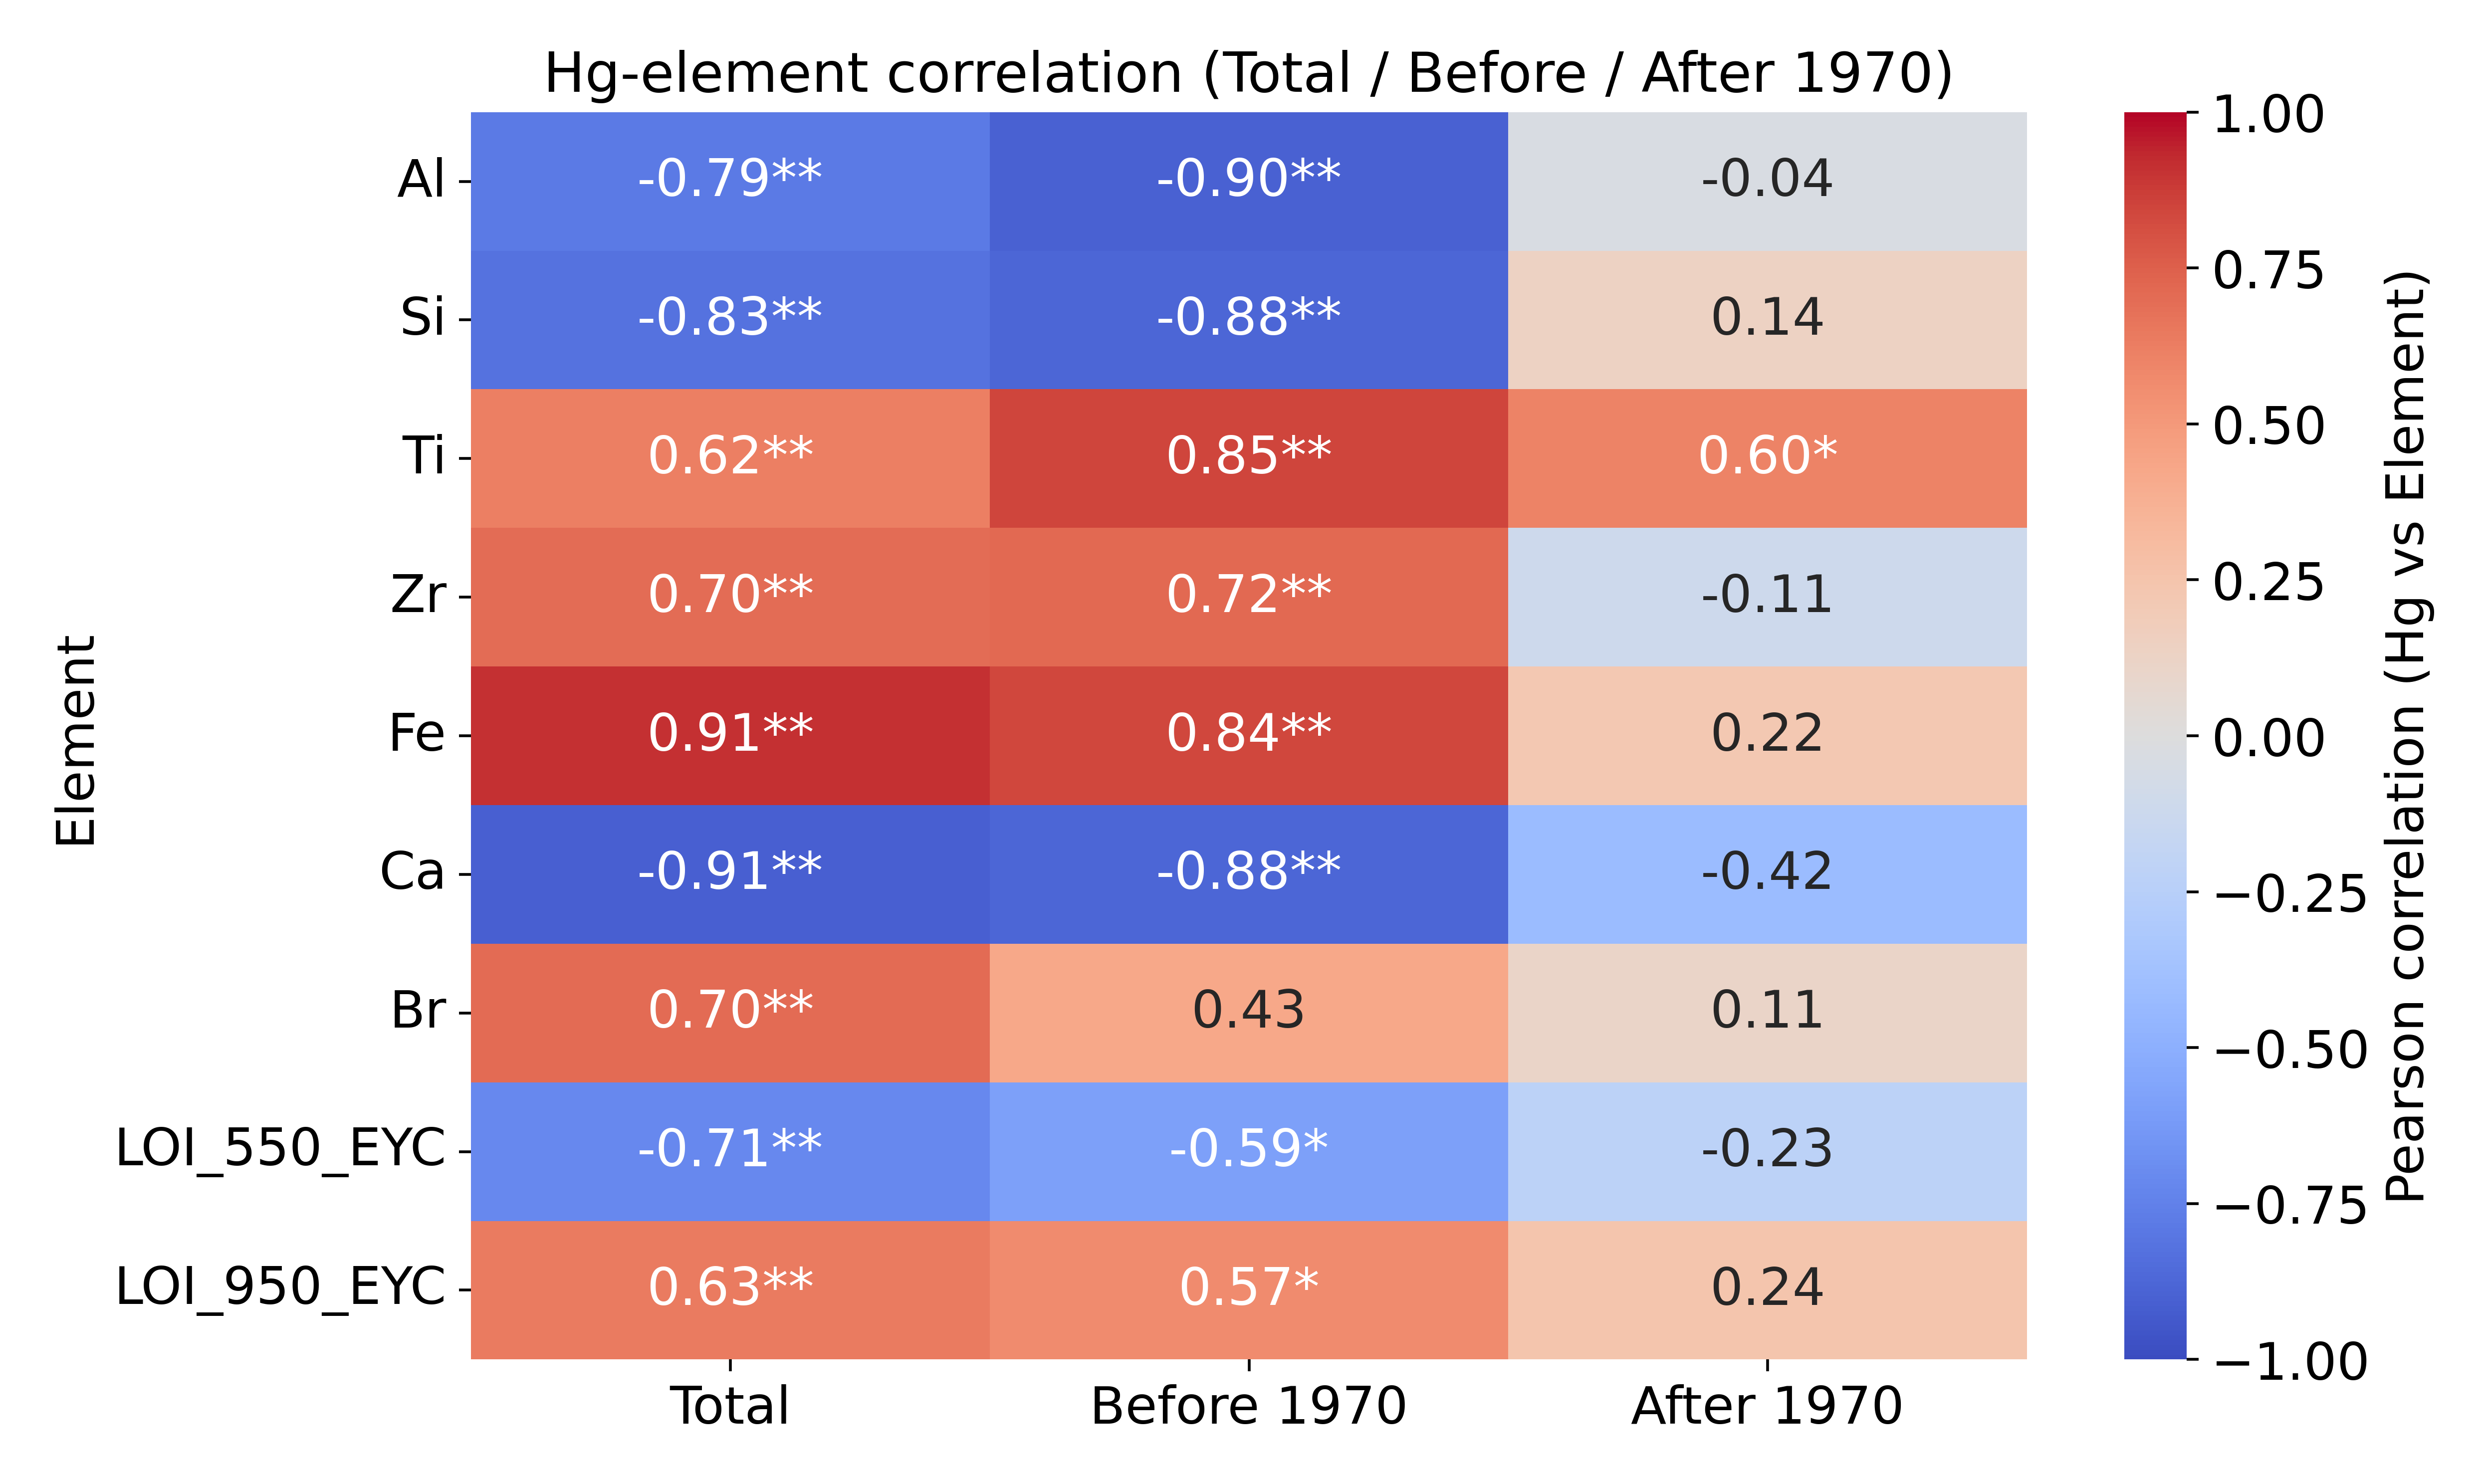 Hg-element correlation (Total / Before / After 1970)
Element
Al -0.79** -0.90** -0.04
Si -0.83** -0.88** 0.14
Ti 0.62** 0.85** 0.60*
Zr 0.70** 0.72** -0.11
Fe 0.91** 0.84** 0.22
Ca -0.91** -0.88** -0.42
Br 0.70** 0.43 0.11
LOI_550_EYC -0.71** -0.59* -0.23
LOI_950_EYC 0.63** 0.57* 0.24
Total Before 1970 After 1970
1.00
0.75
0.50
0.25
0.00
−0.25
−0.50
−0.75
−1.00
Pearson correlation (Hg vs Element)